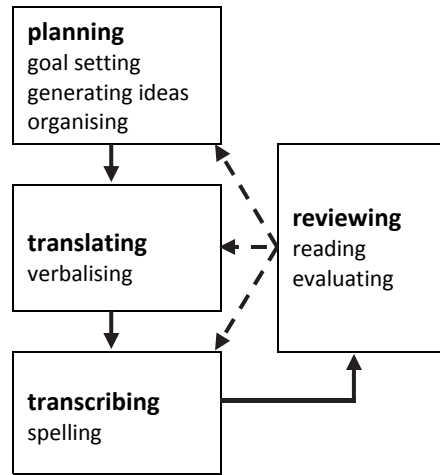 planning
goal setting
generating ideas
organising
translating
verbalising
transcribing
spelling
reviewing
reading
evaluating